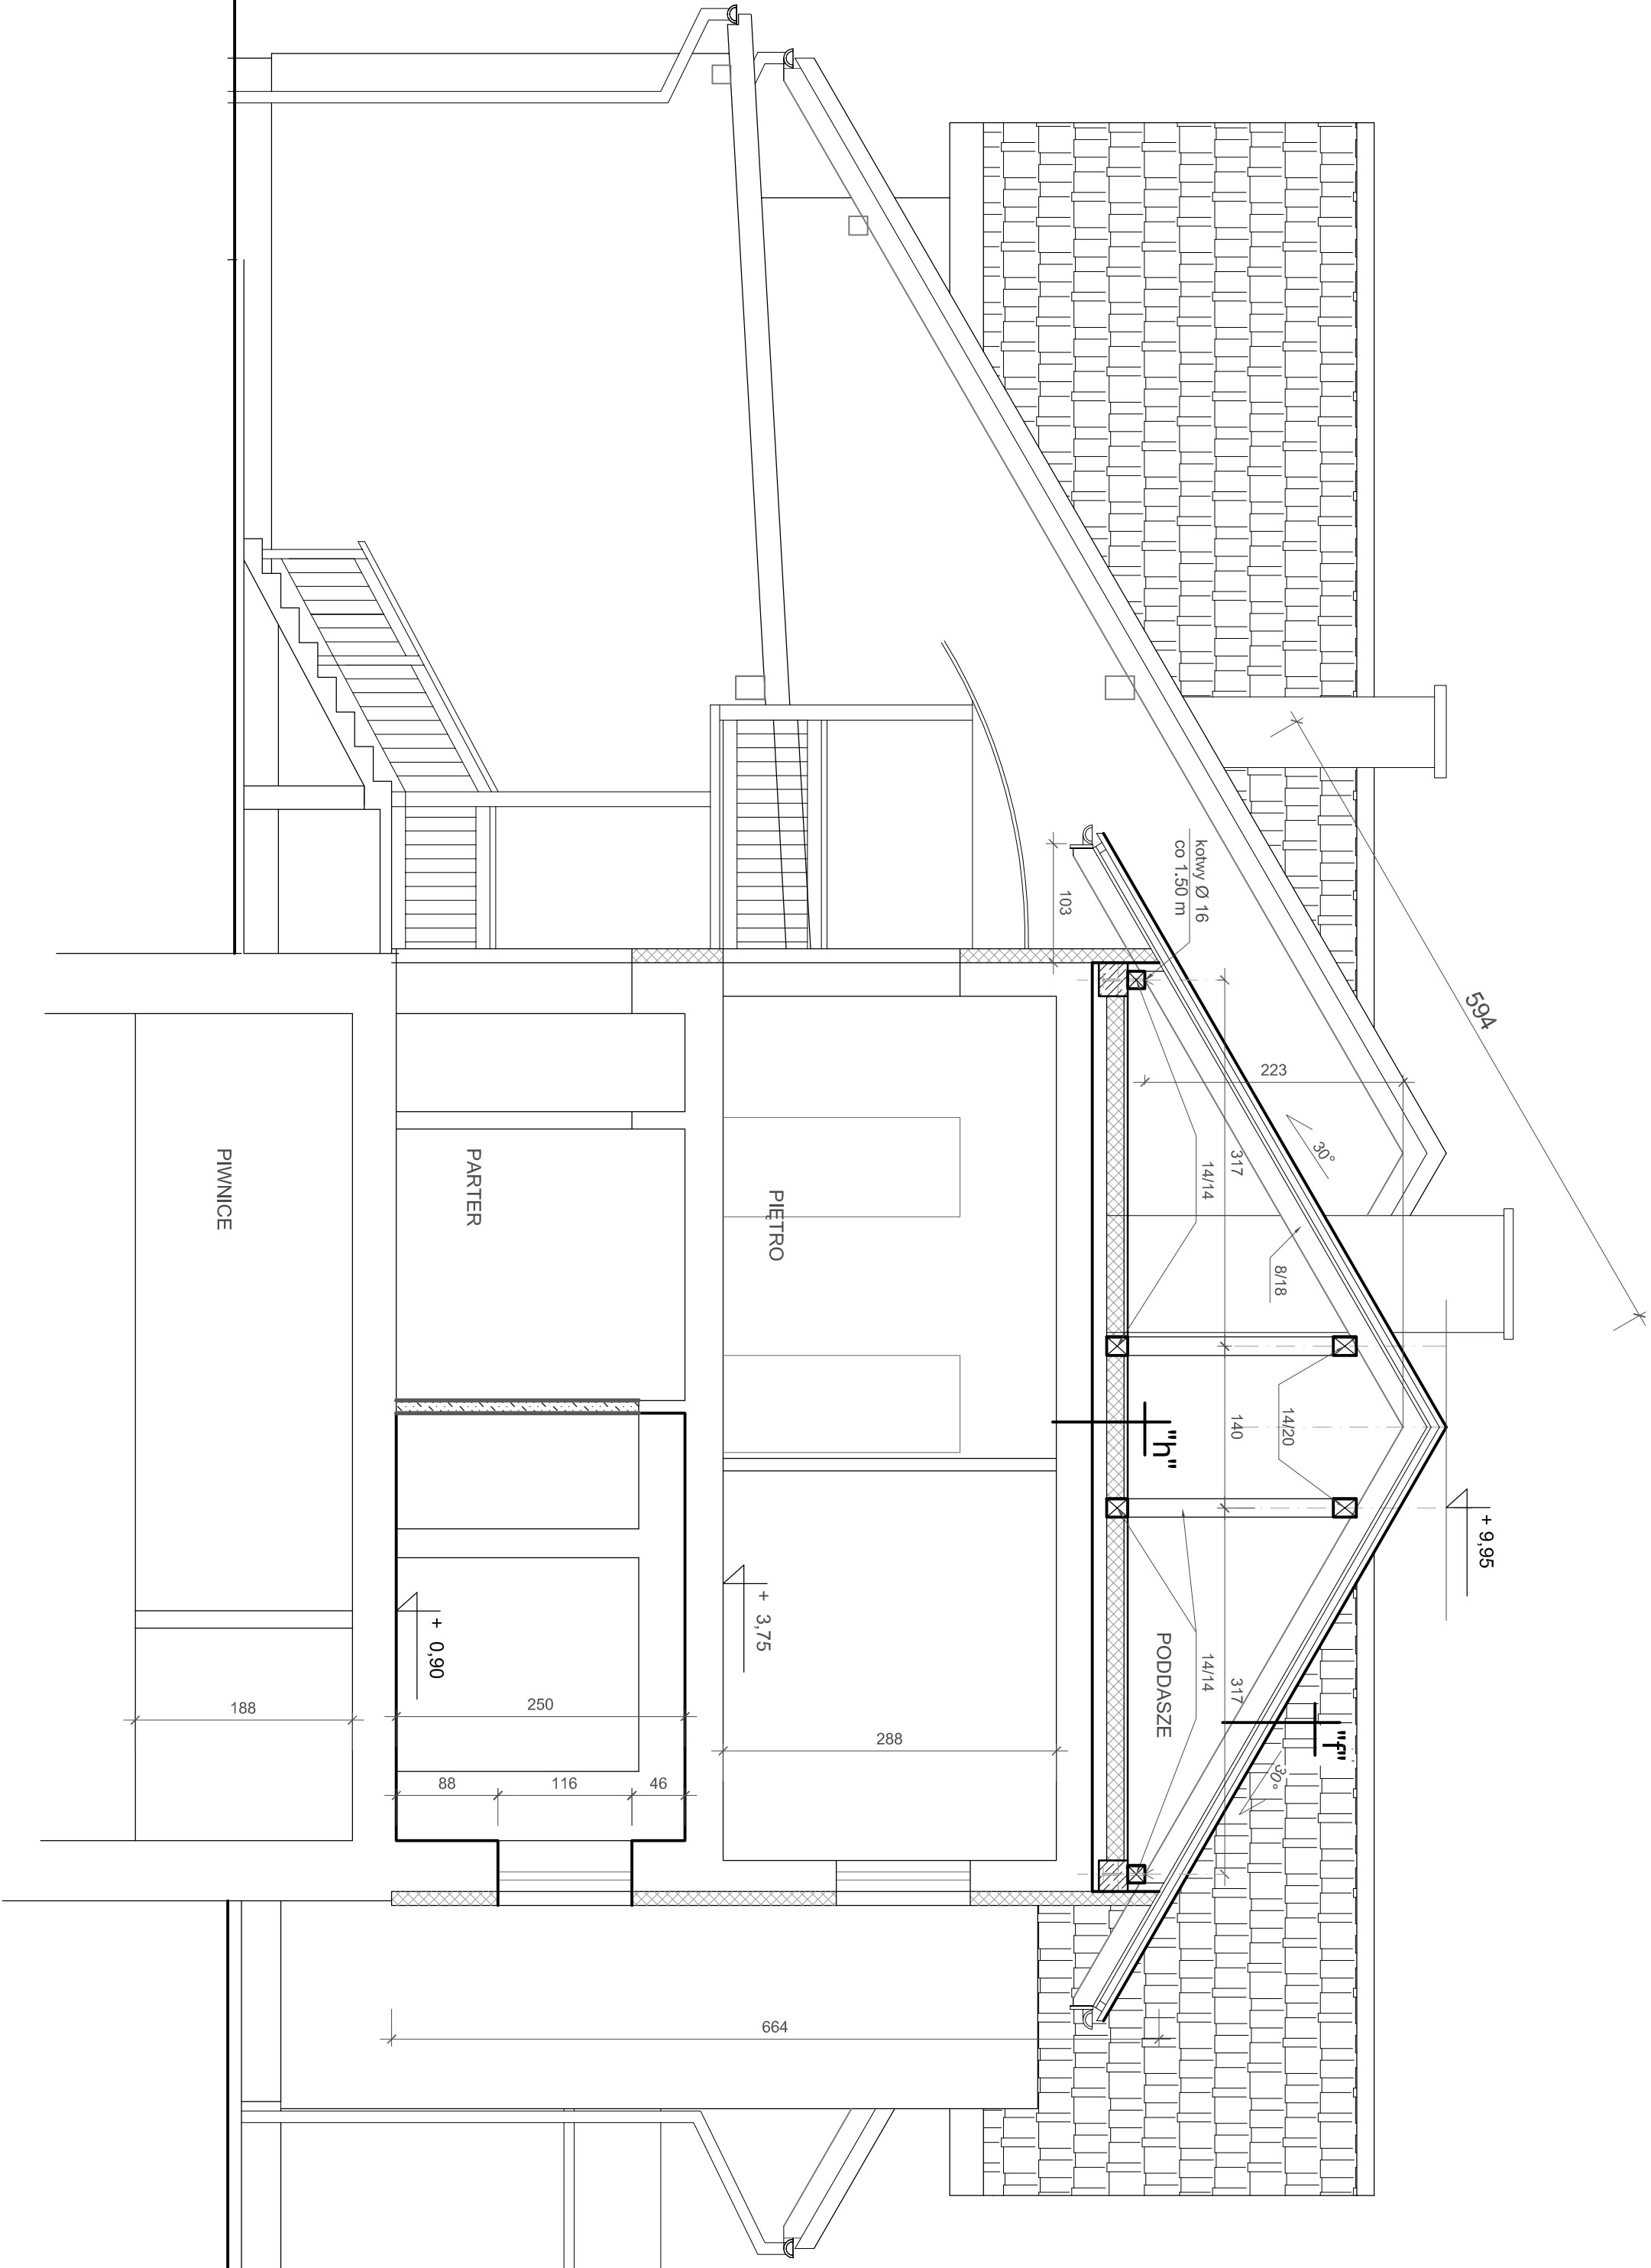 594
+ 9,95
kotwy Ø 16
co 1.50 m
103
223
30°
317
14/14
8/18
140
14/20
"h"
317
14/14
PODDASZE
"f"
30°
PIĘTRO
+ 3,75
288
PARTER
+ 0,90
250
88
116
46
PIWNICE
188
664